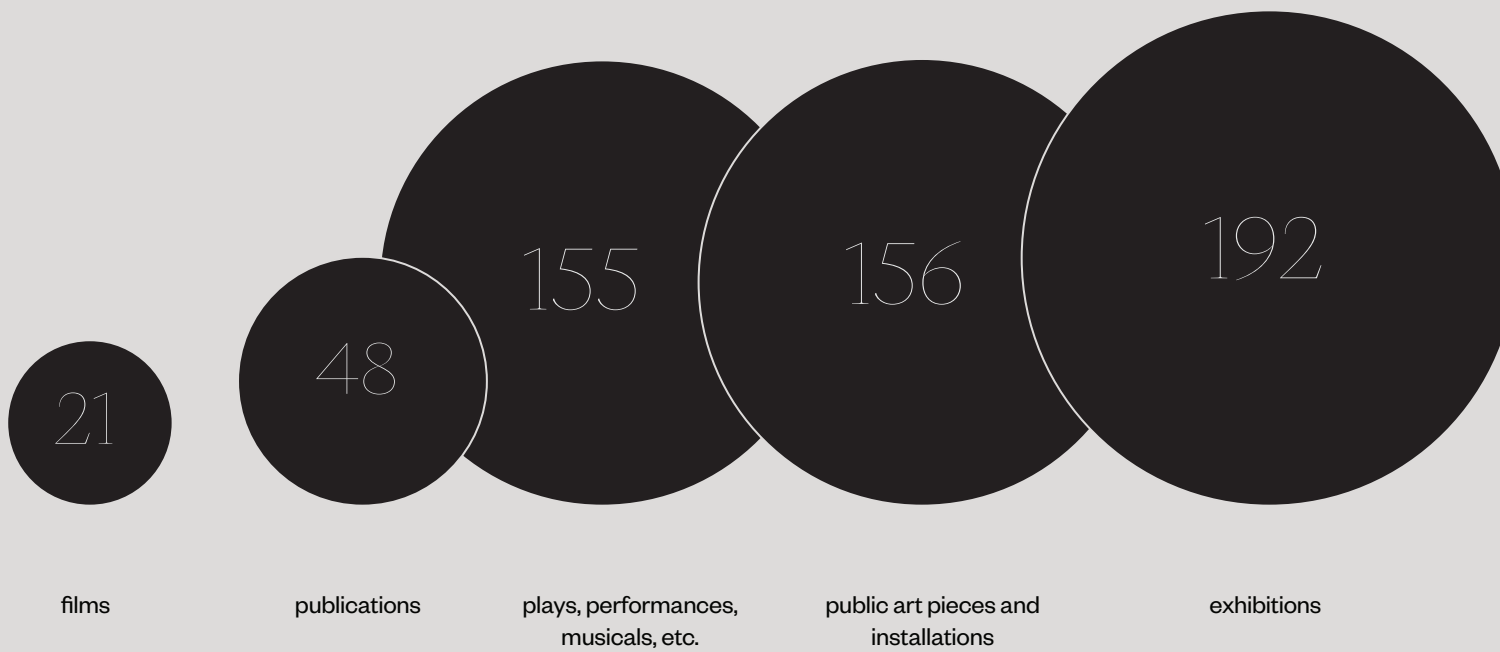 21
48
155
156
192
films
publications
plays, performances,
musicals, etc.
public art pieces and
installations
exhibitions